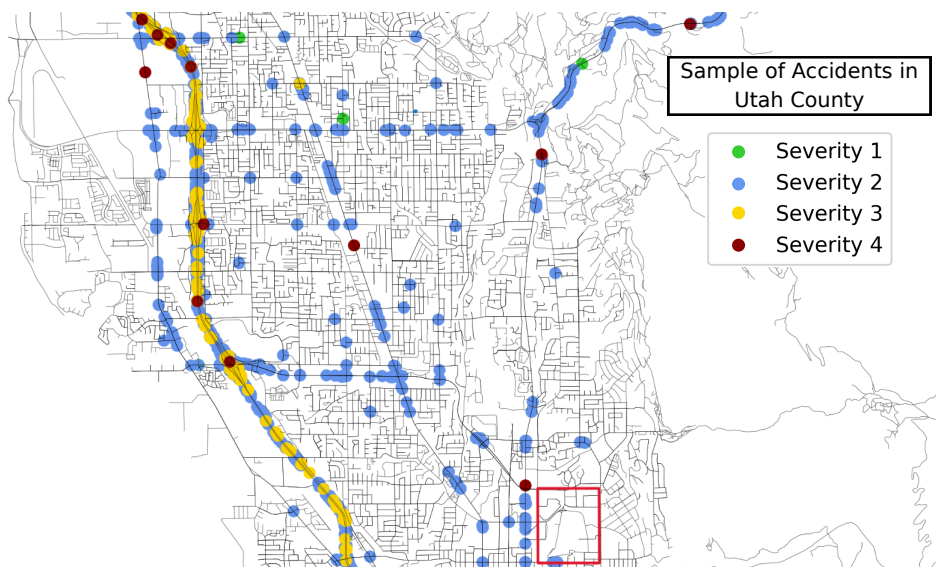 Sample of Accidents in
Utah County
Severity 1
Severity 2
Severity 3
Severity 4